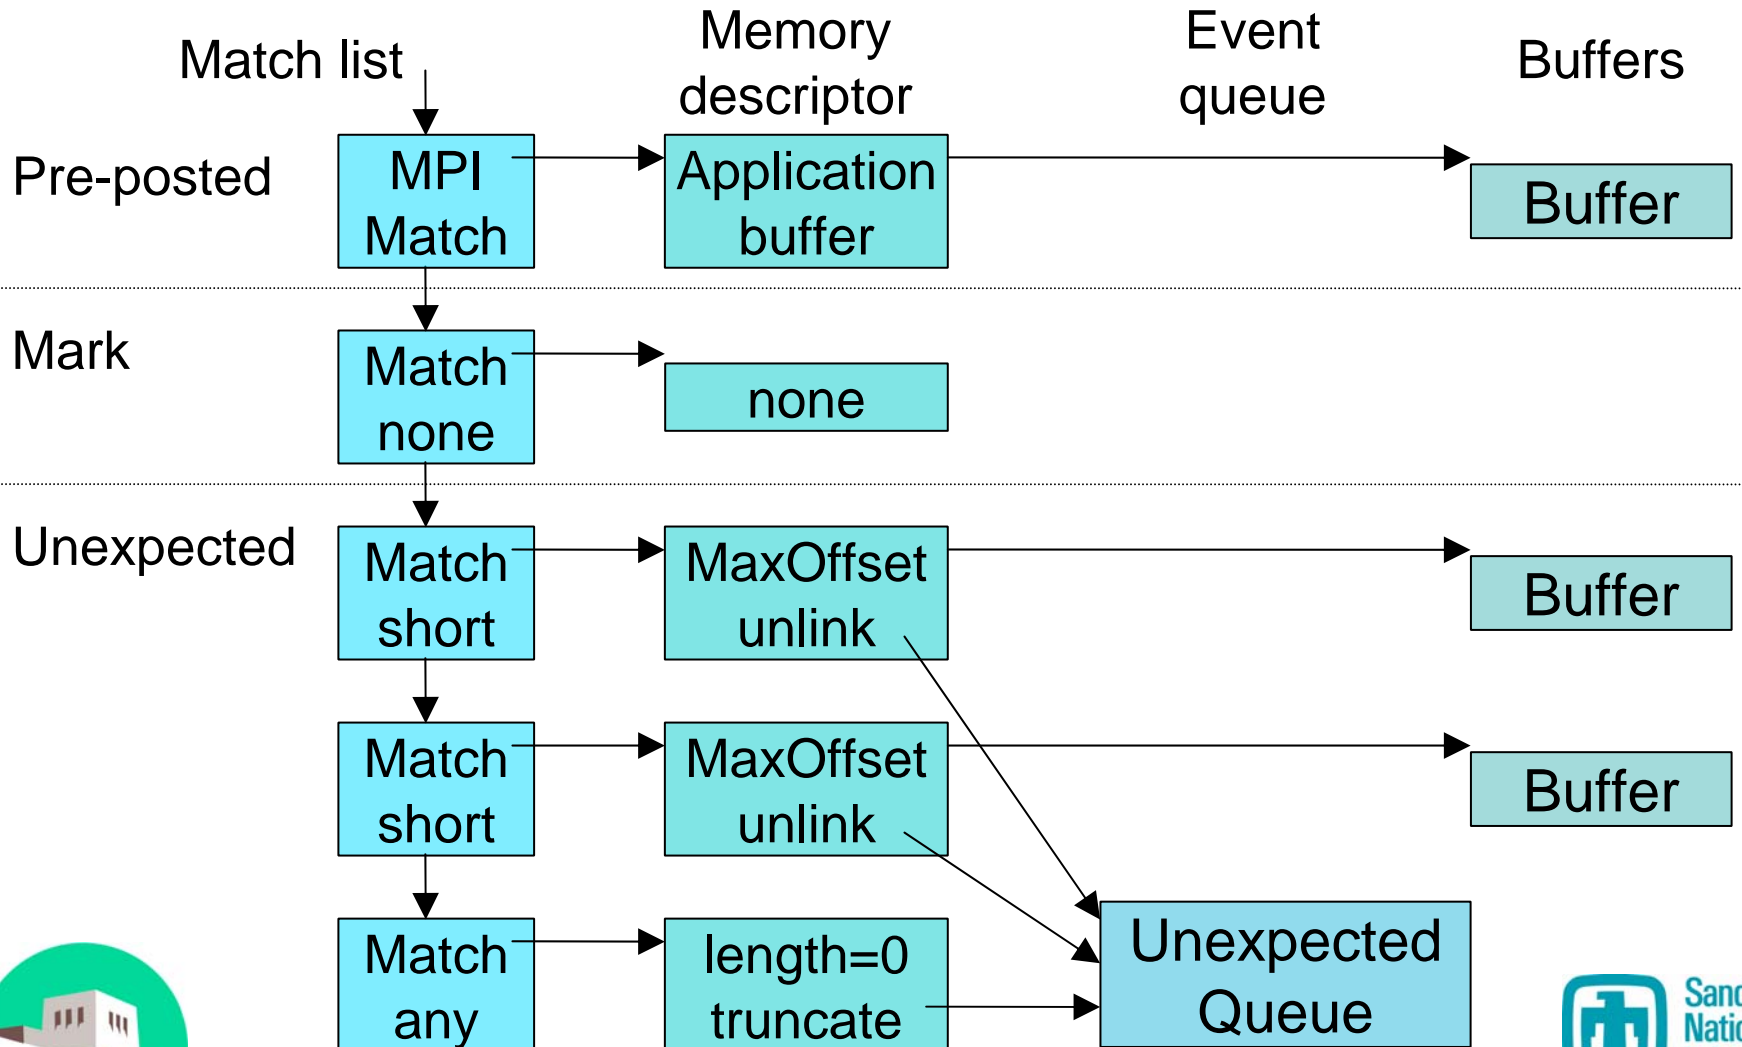 Match list
Memory
descriptor
Event
queue
Buffers
Pre-posted
MPI
Match
Application
buffer
Buffer
Mark
Match
none
none
Unexpected
Match
short
MaxOffset
unlink
Buffer
Match
short
MaxOffset
unlink
Buffer
Match
any
length=0
truncate
Unexpected
Queue